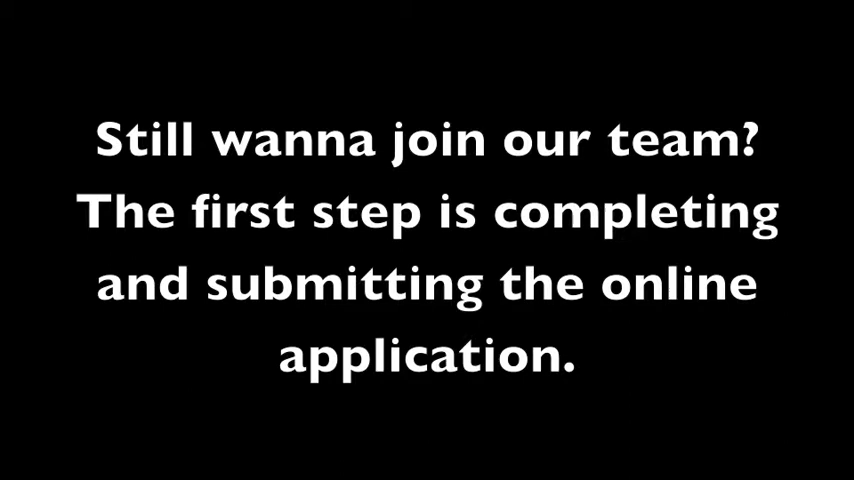 Still wanna join our team?
The first step is completing
and submitting the online
application.